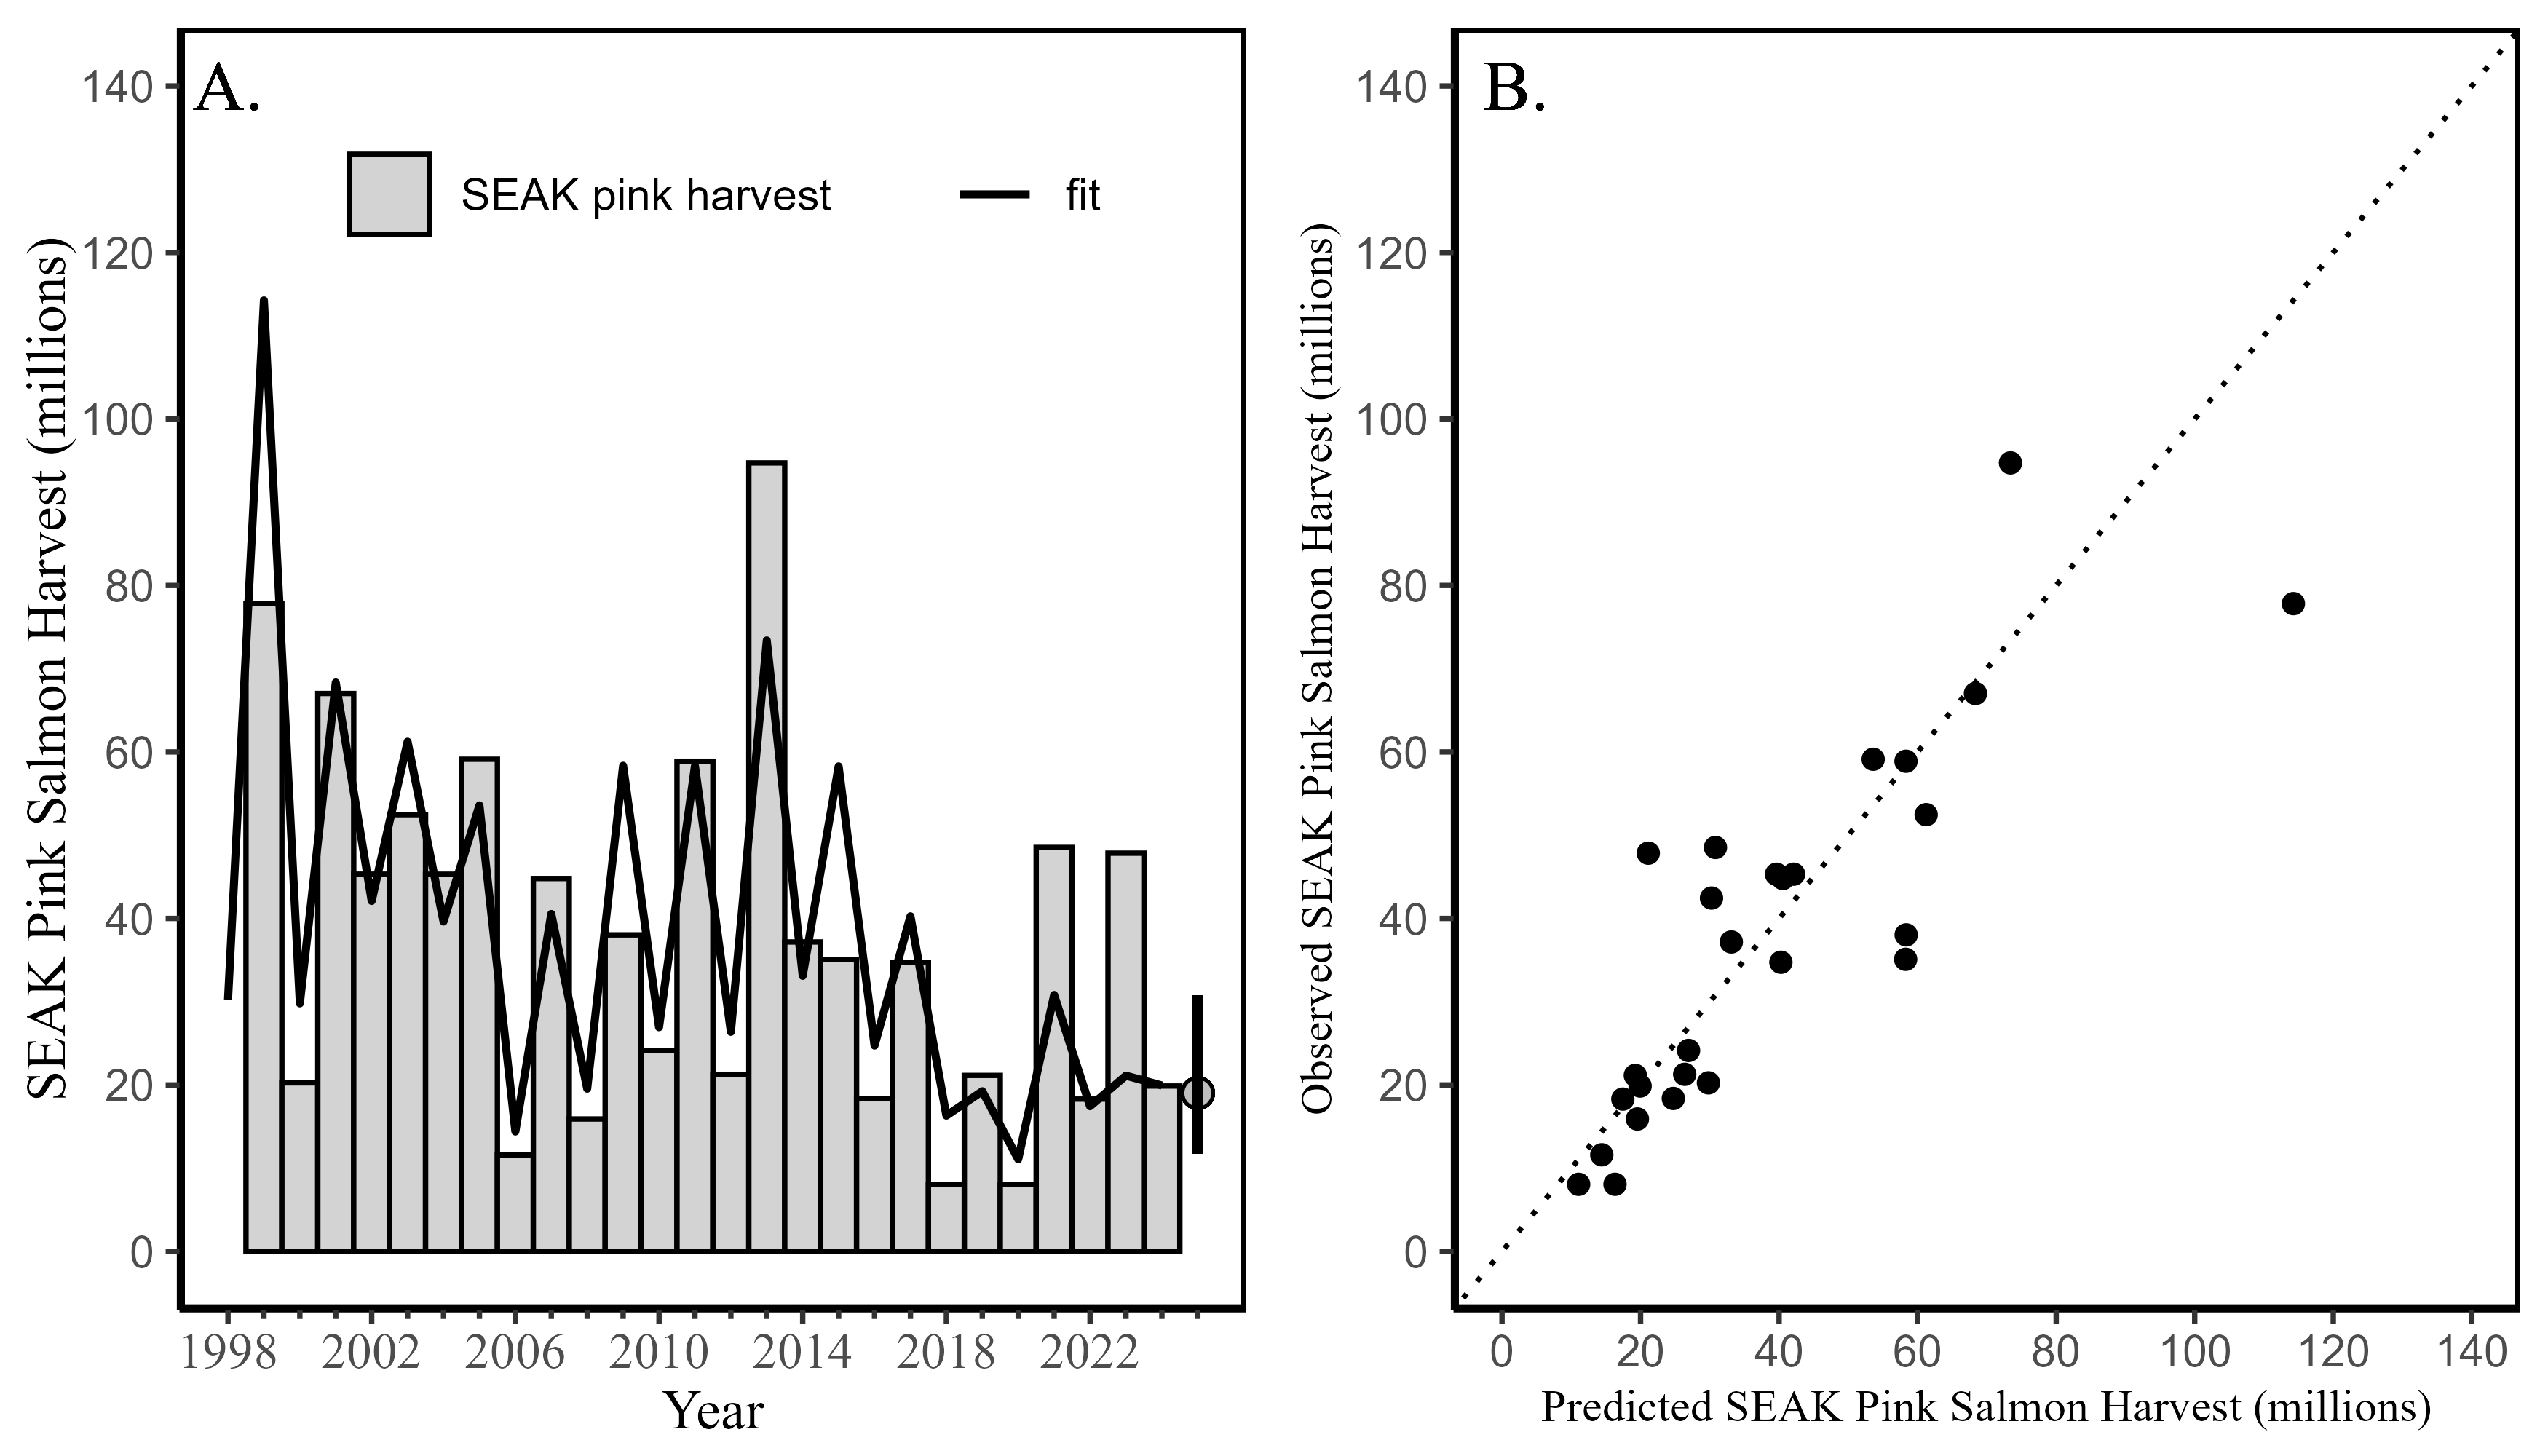 A.
SEAK pink harvest
fit
SEAK Pink Salmon Harvest (millions)
140
120
100
80
60
40
20
0
1998 2002 2006 2010 2014 2018 2022
Year
B.
Observed SEAK Pink Salmon Harvest (millions)
140
120
100
80
60
40
20
0
0 20 40 60 80 100 120 140
Predicted SEAK Pink Salmon Harvest (millions)